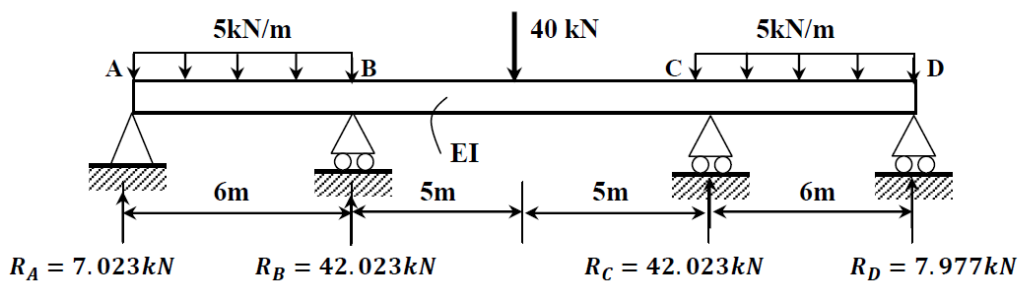 5kN/m 40 kN 5kN/m
A B C D
EI
6m 5m 5m 6m
R_A = 7.023kN R_B = 42.023kN R_C = 42.023kN R_D = 7.977kN